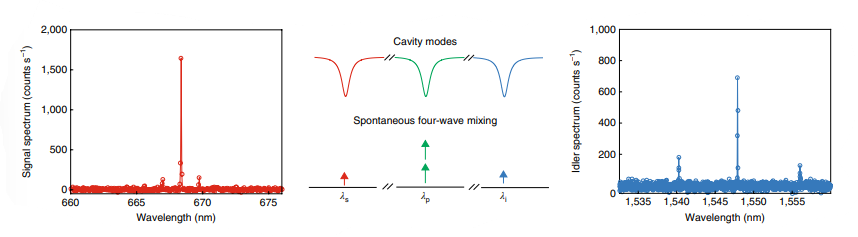 2,000
1,500
1,000
500
0
Signal spectrum (counts s⁻¹)
660
665
670
675
Wavelength (nm)
Cavity modes
Spontaneous four-wave mixing
λs
λp
λi
1,000
800
600
400
200
0
Idler spectrum (counts s⁻¹)
1,535
1,540
1,545
1,550
1,555
Wavelength (nm)